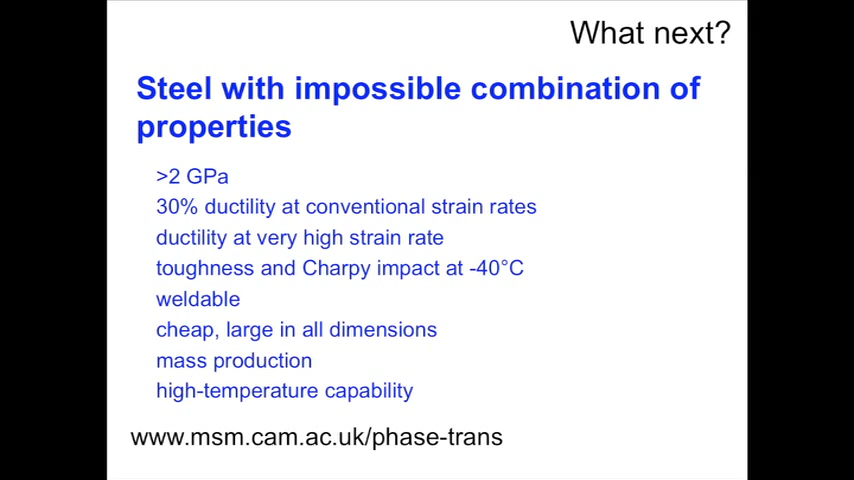 What next?
Steel with impossible combination of
properties
>2 GPa
30% ductility at conventional strain rates
ductility at very high strain rate
toughness and Charpy impact at -40°C
weldable
cheap, large in all dimensions
mass production
high-temperature capability
www.msm.cam.ac.uk/phase-trans